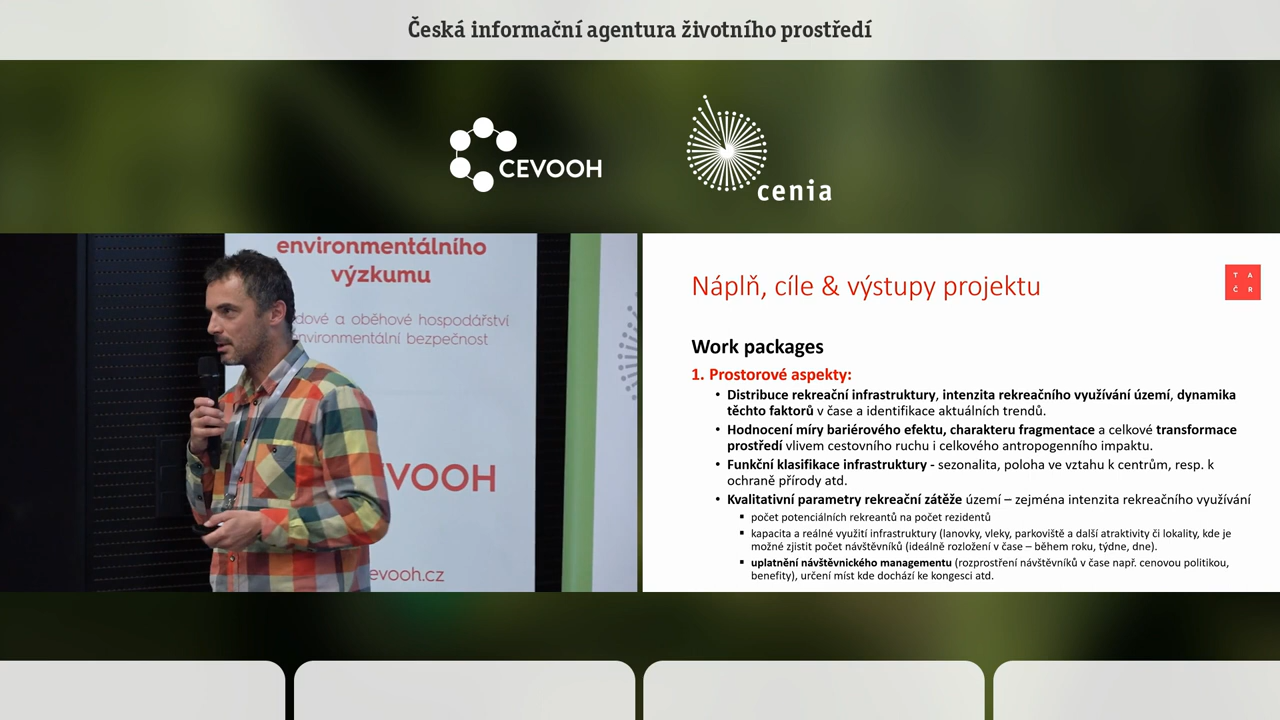 Česká informační agentura životního prostředí
CEVOOH
cenia
environmentálního
výzkumu
dové a oběhové hospodářství
nvironmentální bezpečnost
VOOH
evooh.cz
Náplň, cíle & výstupy projektu
T A
Č R
Work packages
1. Prostorové aspekty:
• Distribuce rekreační infrastruktury, intenzita rekreačního využívání území, dynamika
těchto faktorů v čase a identifikace aktuálních trendů.
• Hodnocení míry bariérového efektu, charakteru fragmentace a celkové transformace
prostředí vlivem cestovního ruchu i celkového antropogenního impaktu.
• Funkční klasifikace infrastruktury - sezonalita, poloha ve vztahu k centrům, resp. k
ochraně přírody atd.
• Kvalitativní parametry rekreační zátěže území – zejména intenzita rekreačního využívání
▪ počet potenciálních rekreantů na počet rezidentů
▪ kapacita a reálné využití infrastruktury (lanovky, vleky, parkoviště a další atraktivity či lokality, kde je
možné zjistit počet návštěvníků (ideálně rozložení v čase – během roku, týdne, dne).
▪ uplatnění návštěvnického managementu (rozprostření návštěvníků v čase např. cenovou politikou,
benefity), určení míst kde dochází ke kongesci atd.